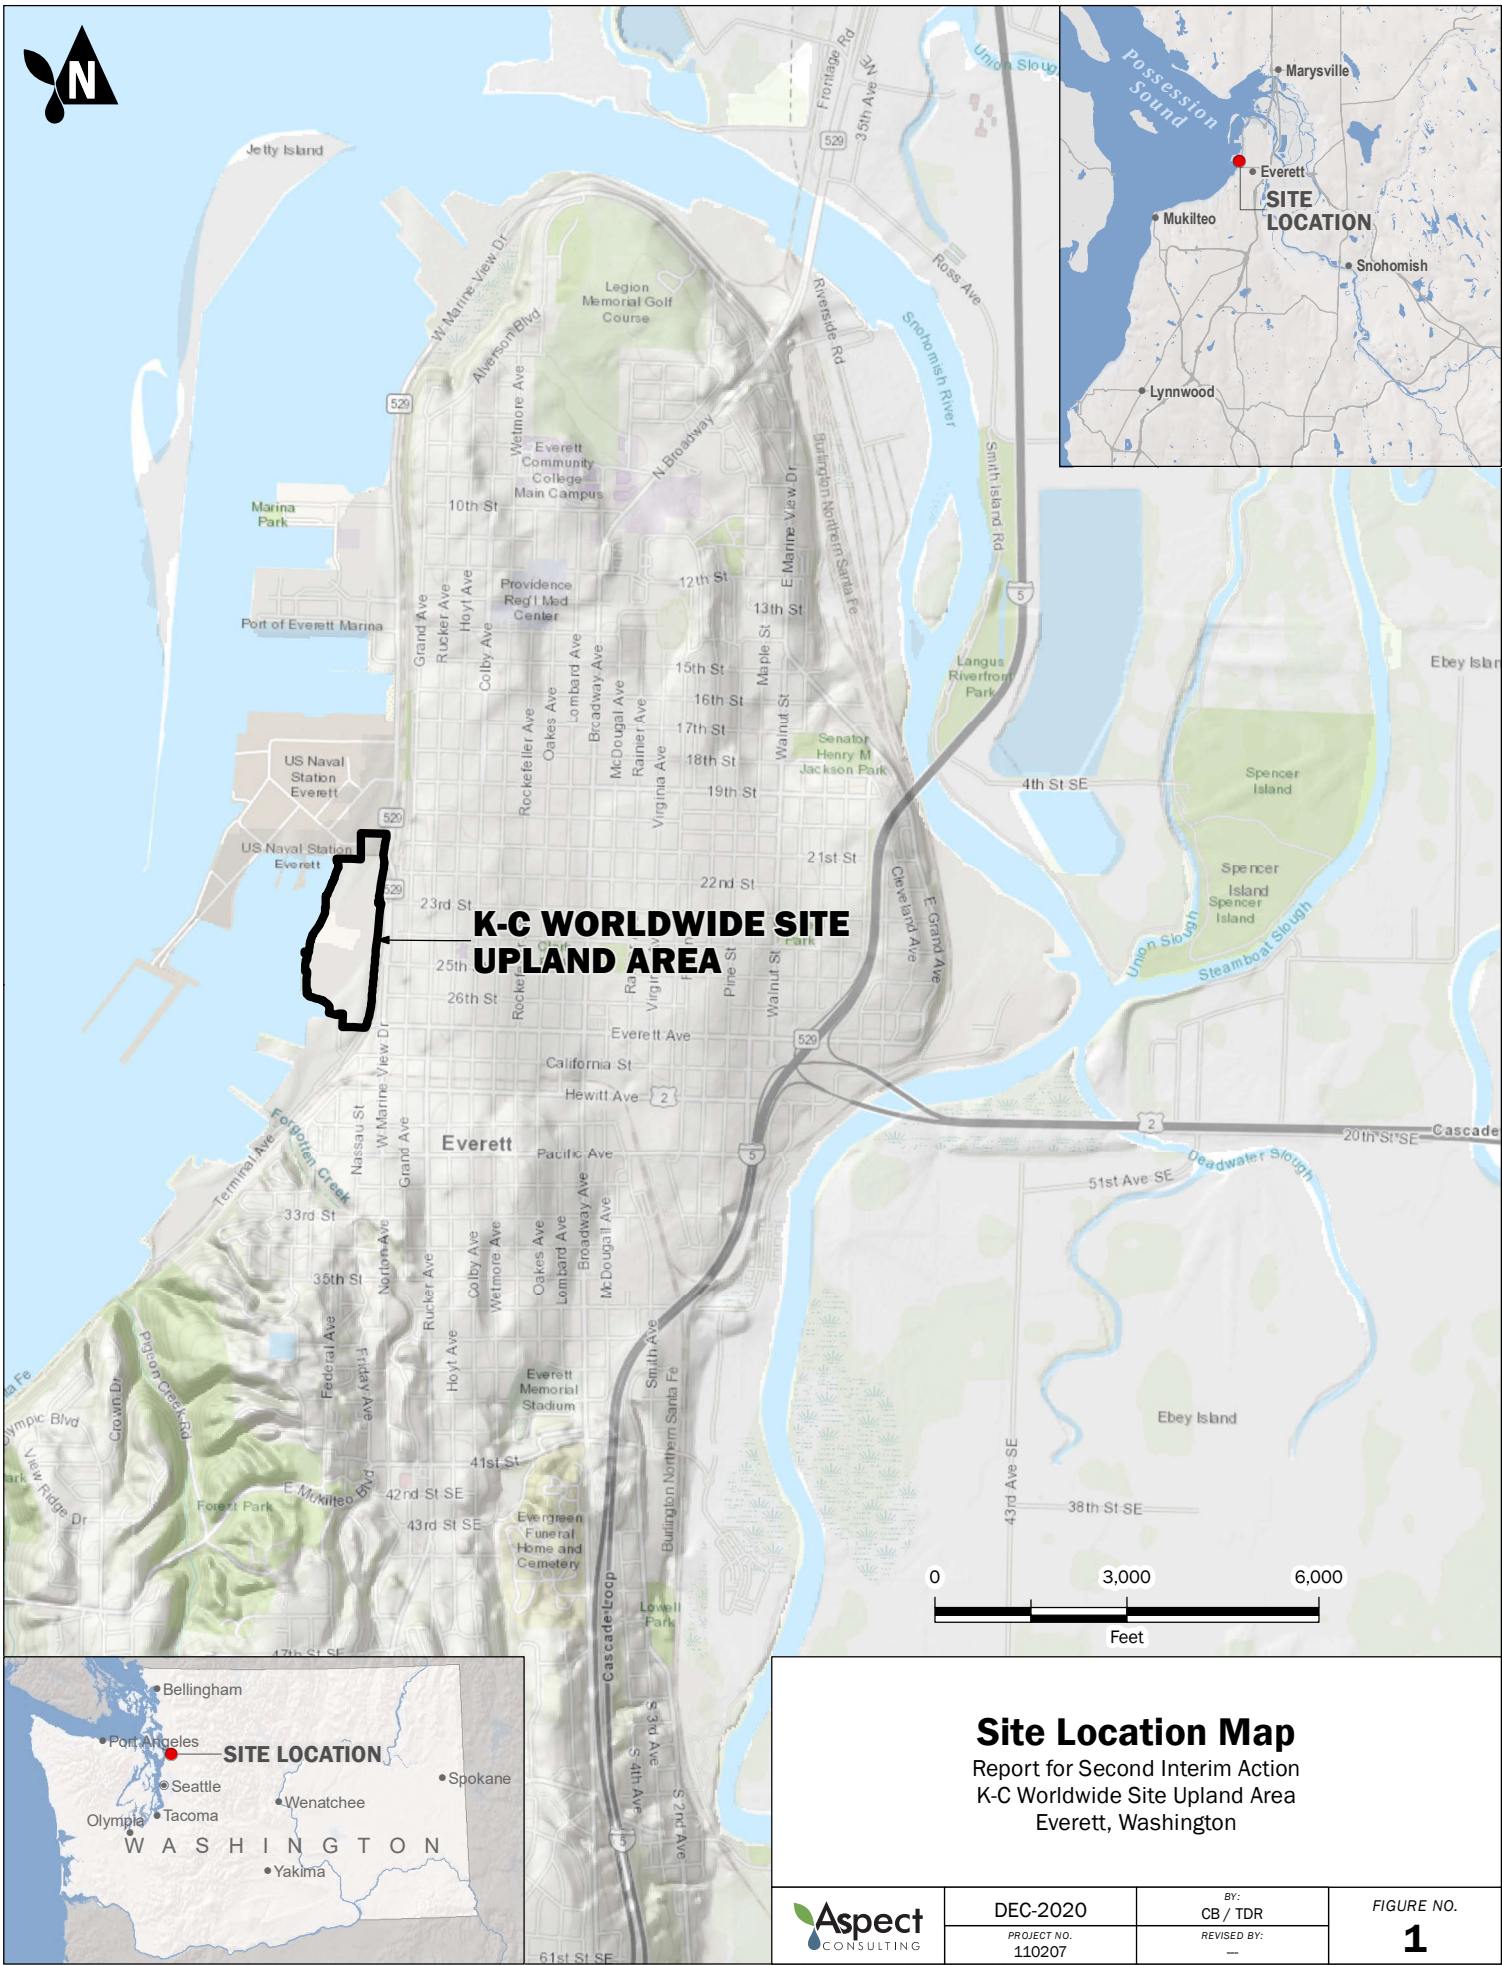 N
Jetty Island
Union Slough
Frontage Rd
35th Ave NE
529
Possession
Sound
Marysville
Everett
SITE
LOCATION
Mukilteo
Snohomish
Lynnwood
W Marine View Dr
Alverson Blvd
Legion
Memorial Golf
Course
Riverside Rd
Ross Ave
Snohomish River
529
Wetmore Ave
Everett
Community
College
Main Campus
N Broadway
Burlington Northern Santa Fe
E Marine View Dr
Smith Island Rd
Marina
Park
10th St
Providence
Reg'l Med
Center
12th St
13th St
5
Port of Everett Marina
Grand Ave
Rucker Ave
Hoyt Ave
Colby Ave
Lombard Ave
Broadway Ave
Maple St
15th St
16th St
17th St
18th St
19th St
Rockefeller Ave
Oakes Ave
McDougal Ave
Rainier Ave
Virginia Ave
Walnut St
Langus
Riverfront
Park
Senator
Henry M
Jackson Park
Ebey Islan
US Naval
Station
Everett
4th St SE
Spencer
Island
529
US Naval Station
Everett
21st St
22nd St
529
23rd St
Cleveland Ave
E Grand Ave
Spencer
Island
Spencer
Island
K-C WORLDWIDE SITE
UPLAND AREA
Park
25th
26th St
Pine St
Walnut St
Union Slough
Steamboat Slough
Everett Ave
529
California St
Hewitt Ave
2
W Marine View Dr
Nassau St
Grand Ave
Forgotten Creek
Terminal Ave
Everett
Pacific Ave
5
2
20th St SE
Cascade
Deadwater Slough
51st Ave SE
33rd St
35th St
Norton Ave
Rucker Ave
Colby Ave
Wetmore Ave
Oakes Ave
Lombard Ave
Broadway Ave
McDougall Ave
Pigeon Creek Rd
Crown Dr
Federal Ave
Friday Ave
Hoyt Ave
Smith Ave
Burlington Northern Santa Fe
Everett
Memorial
Stadium
ta Fe
lympic Blvd
View Ridge Dr
ark
Forest Park
E Mukilteo Blvd
41st St
42nd St SE
43rd St SE
Evergreen
Funeral
Home and
Cemetery
Ebey Island
43rd Ave SE
38th St SE
Cascade Loop
Lowell
Park
47th St SE
0 3,000 6,000
Feet
Bellingham
Port Angeles
SITE LOCATION
Seattle
Spokane
Wenatchee
Olympia
Tacoma
WASHINGTON
Yakima
S 3rd Ave
S 4th Ave
S 2nd Ave
5
61st St SE
Site Location Map
Report for Second Interim Action
K-C Worldwide Site Upland Area
Everett, Washington
Aspect
CONSULTING
DEC-2020
PROJECT NO.
110207
BY:
CB / TDR
REVISED BY:
---
FIGURE NO.
1